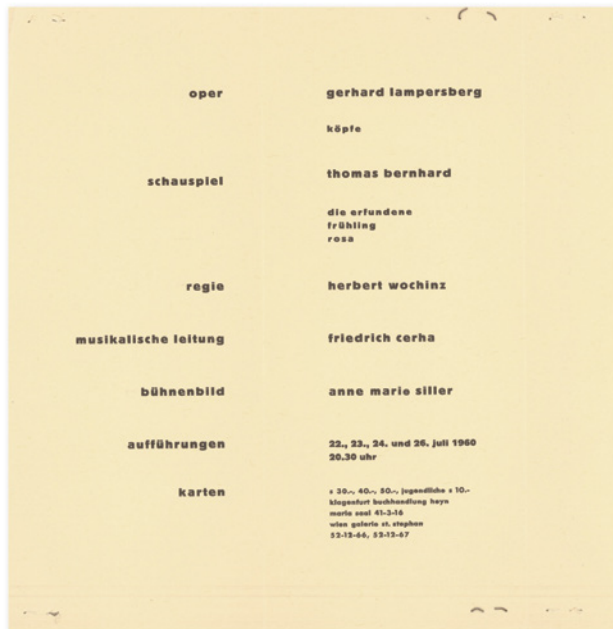 oper gerhard lampersberg
köpfe
schauspiel thomas bernhard
die erfundene
frühling
rosa
regie herbert wochinz
musikalische leitung friedrich cerha
bühnenbild anne marie siller
aufführungen 22., 23., 24. und 26. juli 1960
20.30 uhr
karten s 30.-, 40.-, 50.-, jugendliche s 10.-
klagenfurt buchhandlung heyn
maria saal 41-3-16
wien galerie st. stephan
52-12-66, 52-12-67